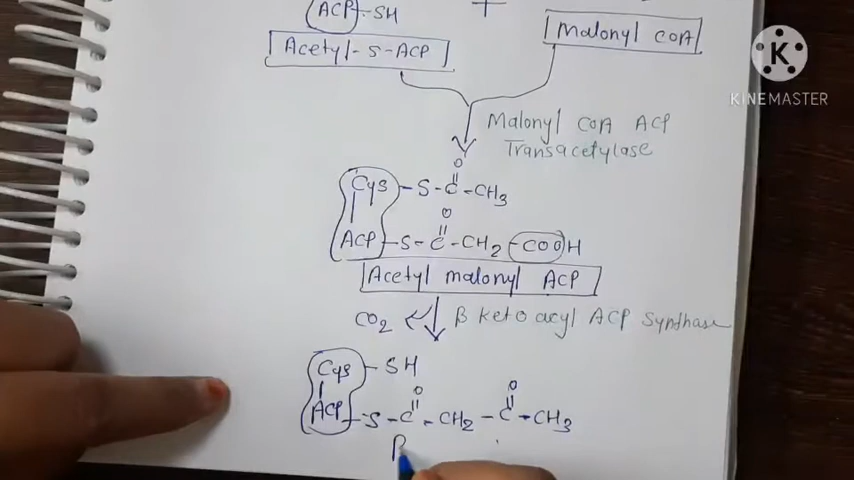 ACP - SH
+
Acetyl-S-ACP
Malonyl CoA
K
KINEMASTER
Malonyl CoA ACP
Transacetylase
O
Cys - S - C - CH3
O
ACP - S - C - CH2 - COOH
Acetyl malonyl ACP
CO2
β keto acyl ACP Synthase
Cys - SH
O O
ACP - S - C - CH2 - C - CH3
β